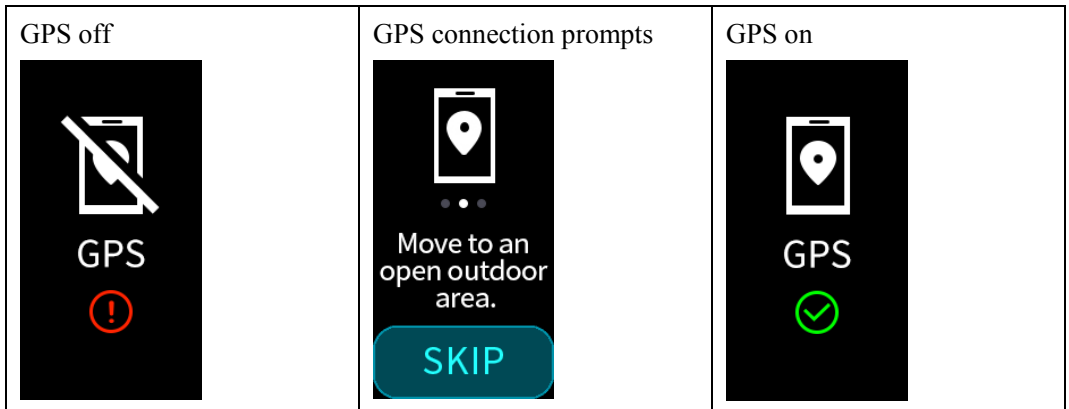 GPS off
GPS
GPS connection prompts
Move to an
open outdoor
area.
SKIP
GPS on
GPS